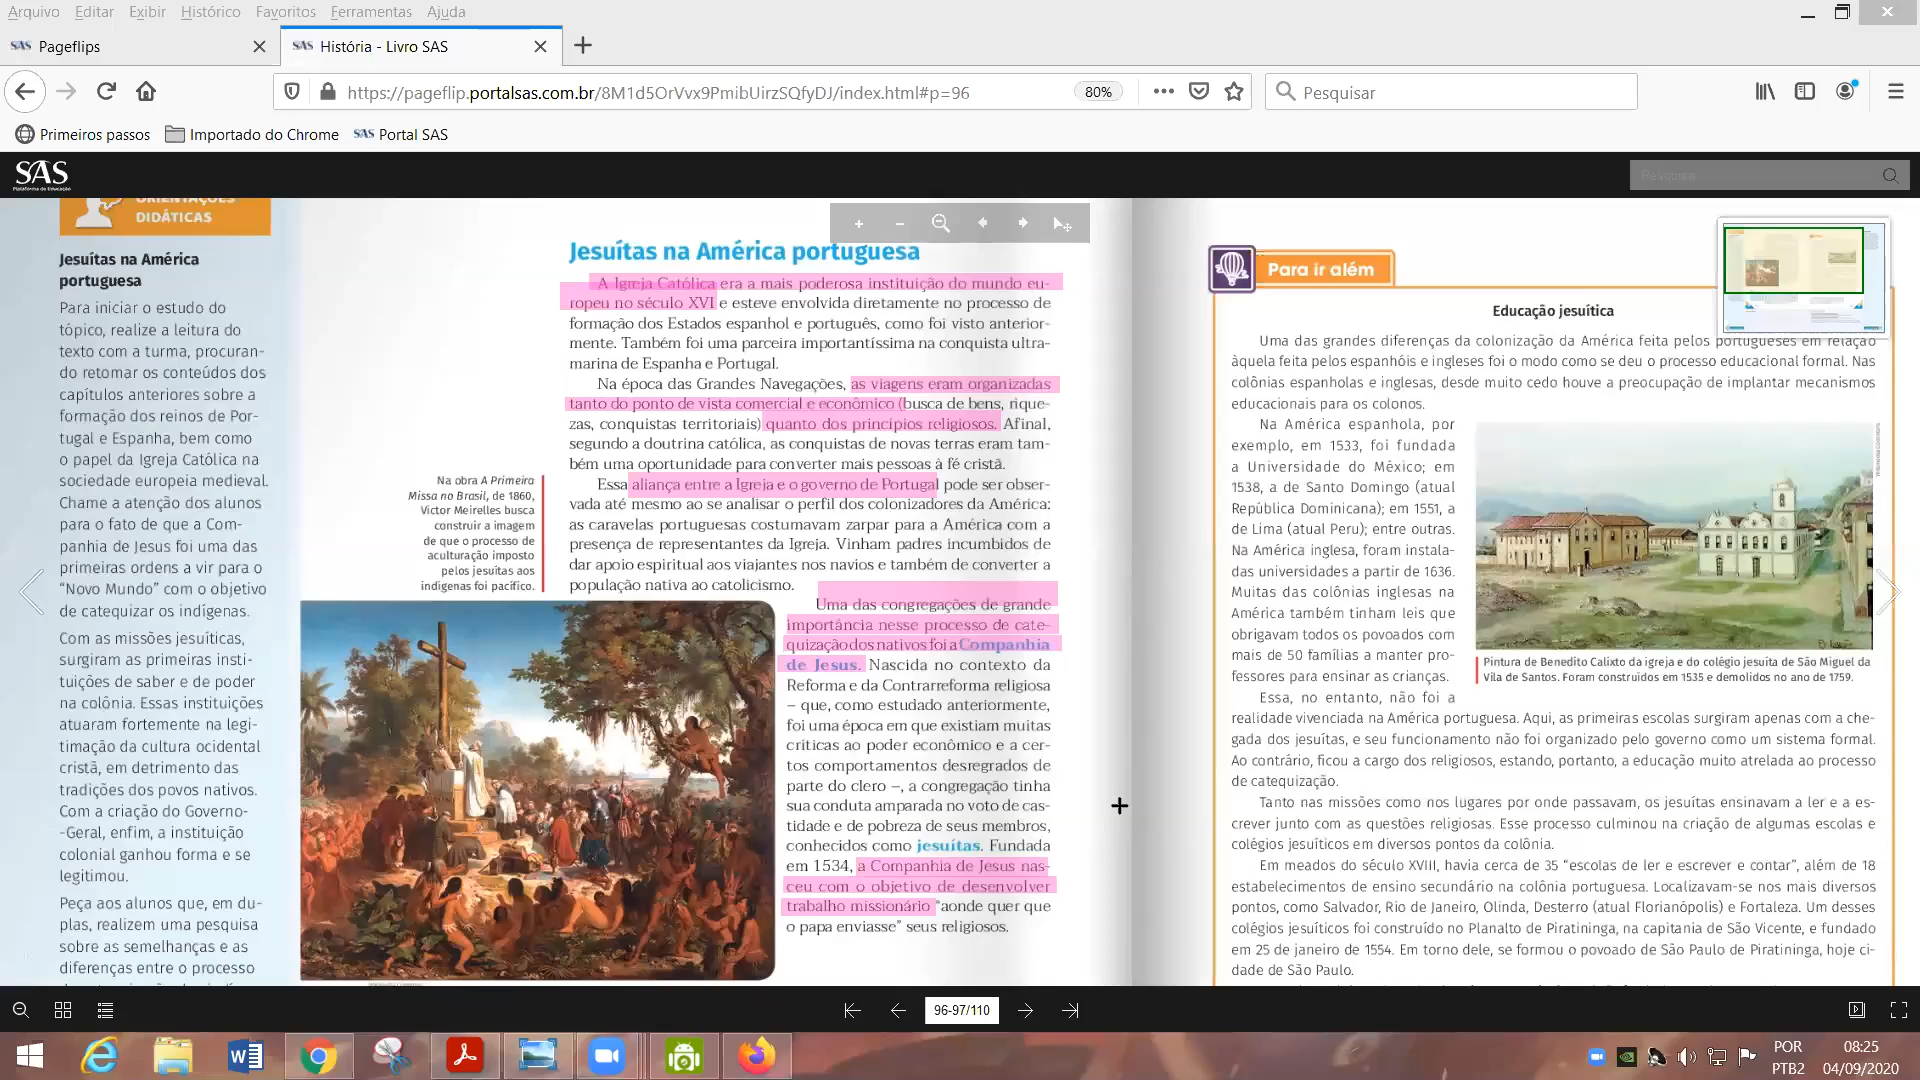 Arquivo Editar Exibir Histórico Favoritos Ferramentas Ajuda
SAS Pageflips
SAS História - Livro SAS
https://pageflip.portalsas.com.br/8M1d5OrVvx9PmibUirzSQfyDJ/index.html#p=96
80%
Pesquisar
Primeiros passos Importado do Chrome SAS Portal SAS
SAS
Plataforma de Educação
Pesquisa
ORIENTAÇÕES
DIDÁTICAS
Jesuítas na América
portuguesa
Para iniciar o estudo do
tópico, realize a leitura do
texto com a turma, procuran-
do retomar os conteúdos dos
capítulos anteriores sobre a
formação dos reinos de Por-
tugal e Espanha, bem como
o papel da Igreja Católica na
sociedade europeia medieval.
Chame a atenção dos alunos
para o fato de que a Com-
panhia de Jesus foi uma das
primeiras ordens a vir para o
“Novo Mundo” com o objetivo
de catequizar os indígenas.
Com as missões jesuíticas,
surgiram as primeiras insti-
tuições de saber e de poder
na colônia. Essas instituições
atuaram fortemente na legi-
timação da cultura ocidental
cristã, em detrimento das
tradições dos povos nativos.
Com a criação do Governo-
-Geral, enfim, a instituição
colonial ganhou forma e se
legitimou.
Peça aos alunos que, em du-
plas, realizem uma pesquisa
sobre as semelhanças e as
diferenças entre o processo
Jesuítas na América portuguesa
A Igreja Católica era a mais poderosa instituição do mundo eu-
ropeu no século XVI e esteve envolvida diretamente no processo de
formação dos Estados espanhol e português, como foi visto anterior-
mente. Também foi uma parceira importantíssima na conquista ultra-
marina de Espanha e Portugal.
Na época das Grandes Navegações, as viagens eram organizadas
tanto do ponto de vista comercial e econômico (busca de bens, rique-
zas, conquistas territoriais) quanto dos princípios religiosos. Afinal,
segundo a doutrina católica, as conquistas de novas terras eram tam-
bém uma oportunidade para converter mais pessoas à fé cristã.
Essa aliança entre a Igreja e o governo de Portugal pode ser obser-
vada até mesmo ao se analisar o perfil dos colonizadores da América:
as caravelas portuguesas costumavam zarpar para a América com a
presença de representantes da Igreja. Vinham padres incumbidos de
dar apoio espiritual aos viajantes nos navios e também de converter a
população nativa ao catolicismo.
Na obra A Primeira
Missa no Brasil, de 1860,
Victor Meirelles busca
construir a imagem
de que o processo de
aculturação imposto
pelos jesuítas aos
indígenas foi pacífico.
Uma das congregações de grande
importância nesse processo de cate-
quização dos nativos foi a Companhia
de Jesus. Nascida no contexto da
Reforma e da Contrarreforma religiosa
– que, como estudado anteriormente,
foi uma época em que existiam muitas
críticas ao poder econômico e a cer-
tos comportamentos desregrados de
parte do clero –, a congregação tinha
sua conduta amparada no voto de cas-
tidade e de pobreza de seus membros,
conhecidos como jesuítas. Fundada
em 1534, a Companhia de Jesus nas-
ceu com o objetivo de desenvolver
trabalho missionário “aonde quer que
o papa enviasse” seus religiosos.
Para ir além
Educação jesuítica
Uma das grandes diferenças da colonização da América feita pelos portugueses em relação
àquela feita pelos espanhóis e ingleses foi o modo como se deu o processo educacional formal. Nas
colônias espanholas e inglesas, desde muito cedo houve a preocupação de implantar mecanismos
educacionais para os colonos.
Na América espanhola, por
exemplo, em 1533, foi fundada
a Universidade do México; em
1538, a de Santo Domingo (atual
República Dominicana); em 1551, a
de Lima (atual Peru); entre outras.
Na América inglesa, foram instala-
das universidades a partir de 1636.
Muitas das colônias inglesas na
América também tinham leis que
obrigavam todos os povoados com
mais de 50 famílias a manter pro-
fessores para ensinar as crianças.
Essa, no entanto, não foi a
realidade vivenciada na América portuguesa. Aqui, as primeiras escolas surgiram apenas com a che-
gada dos jesuítas, e seu funcionamento não foi organizado pelo governo como um sistema formal.
Ao contrário, ficou a cargo dos religiosos, estando, portanto, a educação muito atrelada ao processo
de catequização.
Pintura de Benedito Calixto da igreja e do colégio jesuíta de São Miguel da
Vila de Santos. Foram construídos em 1535 e demolidos no ano de 1759.
Tanto nas missões como nos lugares por onde passavam, os jesuítas ensinavam a ler e a es-
crever junto com as questões religiosas. Esse processo culminou na criação de algumas escolas e
colégios jesuíticos em diversos pontos da colônia.
Em meados do século XVIII, havia cerca de 35 “escolas de ler e escrever e contar”, além de 18
estabelecimentos de ensino secundário na colônia portuguesa. Localizavam-se nos mais diversos
pontos, como Salvador, Rio de Janeiro, Olinda, Desterro (atual Florianópolis) e Fortaleza. Um desses
colégios jesuíticos foi construído no Planalto de Piratininga, na capitania de São Vicente, e fundado
em 25 de janeiro de 1554. Em torno dele, se formou o povoado de São Paulo de Piratininga, hoje ci-
dade de São Paulo.
96-97/110
POR
PTB2
08:25
04/09/2020